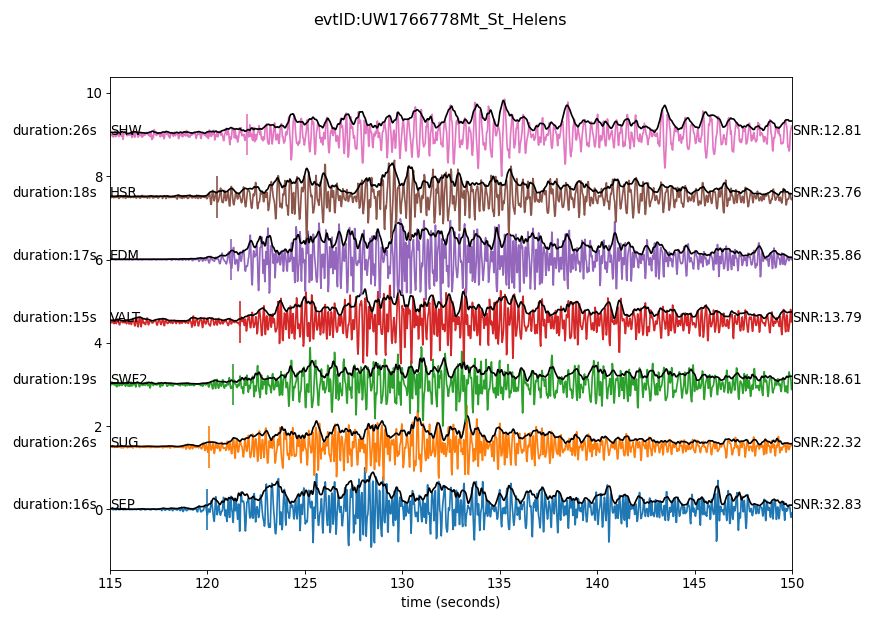 evtID:UW1766778Mt_St_Helens
10
duration:26s SHW SNR:12.81
8
duration:18s HSR SNR:23.76
duration:17s EDM SNR:35.86
6
duration:15s VALT SNR:13.79
4
duration:19s SWF2 SNR:18.61
2
duration:26s SUG SNR:22.32
duration:16s SEP SNR:32.83
0
115 120 125 130 135 140 145 150
time (seconds)